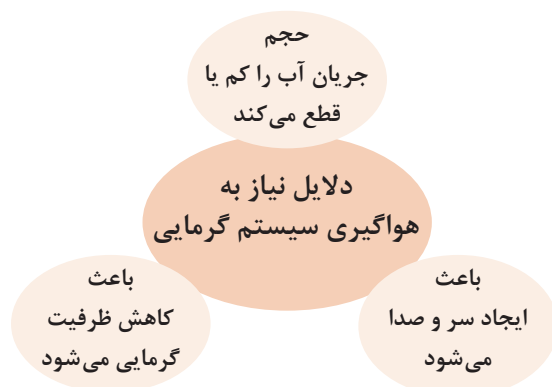 حجم
جریان آب را کم یا
قطع می‌کند
دلایل نیاز به
هواگیری سیستم گرمایی
باعث
ایجاد سر و صدا
می‌شود
باعث
کاهش ظرفیت
گرمایی می‌شود